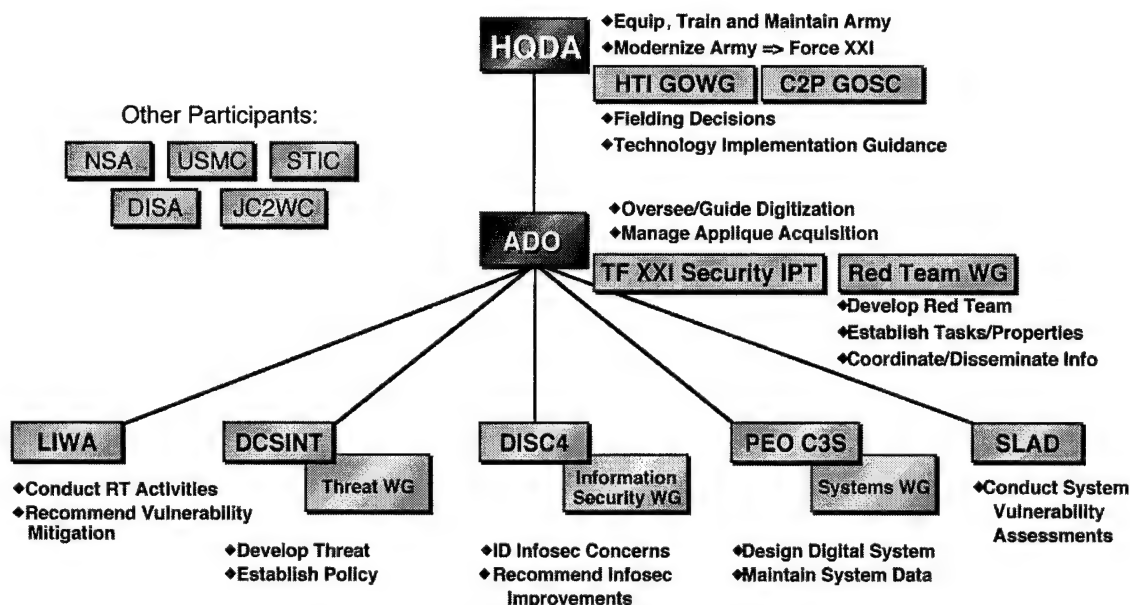 HQDA
◆Equip, Train and Maintain Army
◆Modernize Army => Force XXI
HTI GOWG
C2P GOSC
◆Fielding Decisions
◆Technology Implementation Guidance
Other Participants:
NSA
USMC
STIC
DISA
JC2WC
ADO
◆Oversee/Guide Digitization
◆Manage Applique Acquisition
TF XXI Security IPT
Red Team WG
◆Develop Red Team
◆Establish Tasks/Properties
◆Coordinate/Disseminate Info
LIWA
◆Conduct RT Activities
◆Recommend Vulnerability
Mitigation
DCSINT
Threat WG
◆Develop Threat
◆Establish Policy
DISC4
Information
Security WG
◆ID Infosec Concerns
◆Recommend Infosec
Improvements
PEO C3S
Systems WG
◆Design Digital System
◆Maintain System Data
SLAD
◆Conduct System
Vulnerability
Assessments